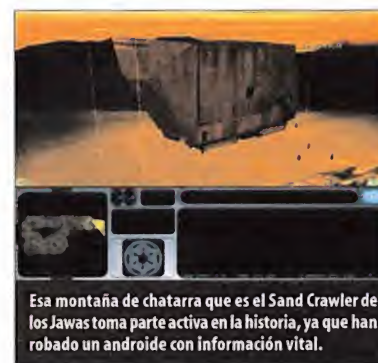 Esa montaña de chatarra que es el Sand Crawler de
los Jawas toma parte activa en la historia, ya que han
robado un androide con información vital.